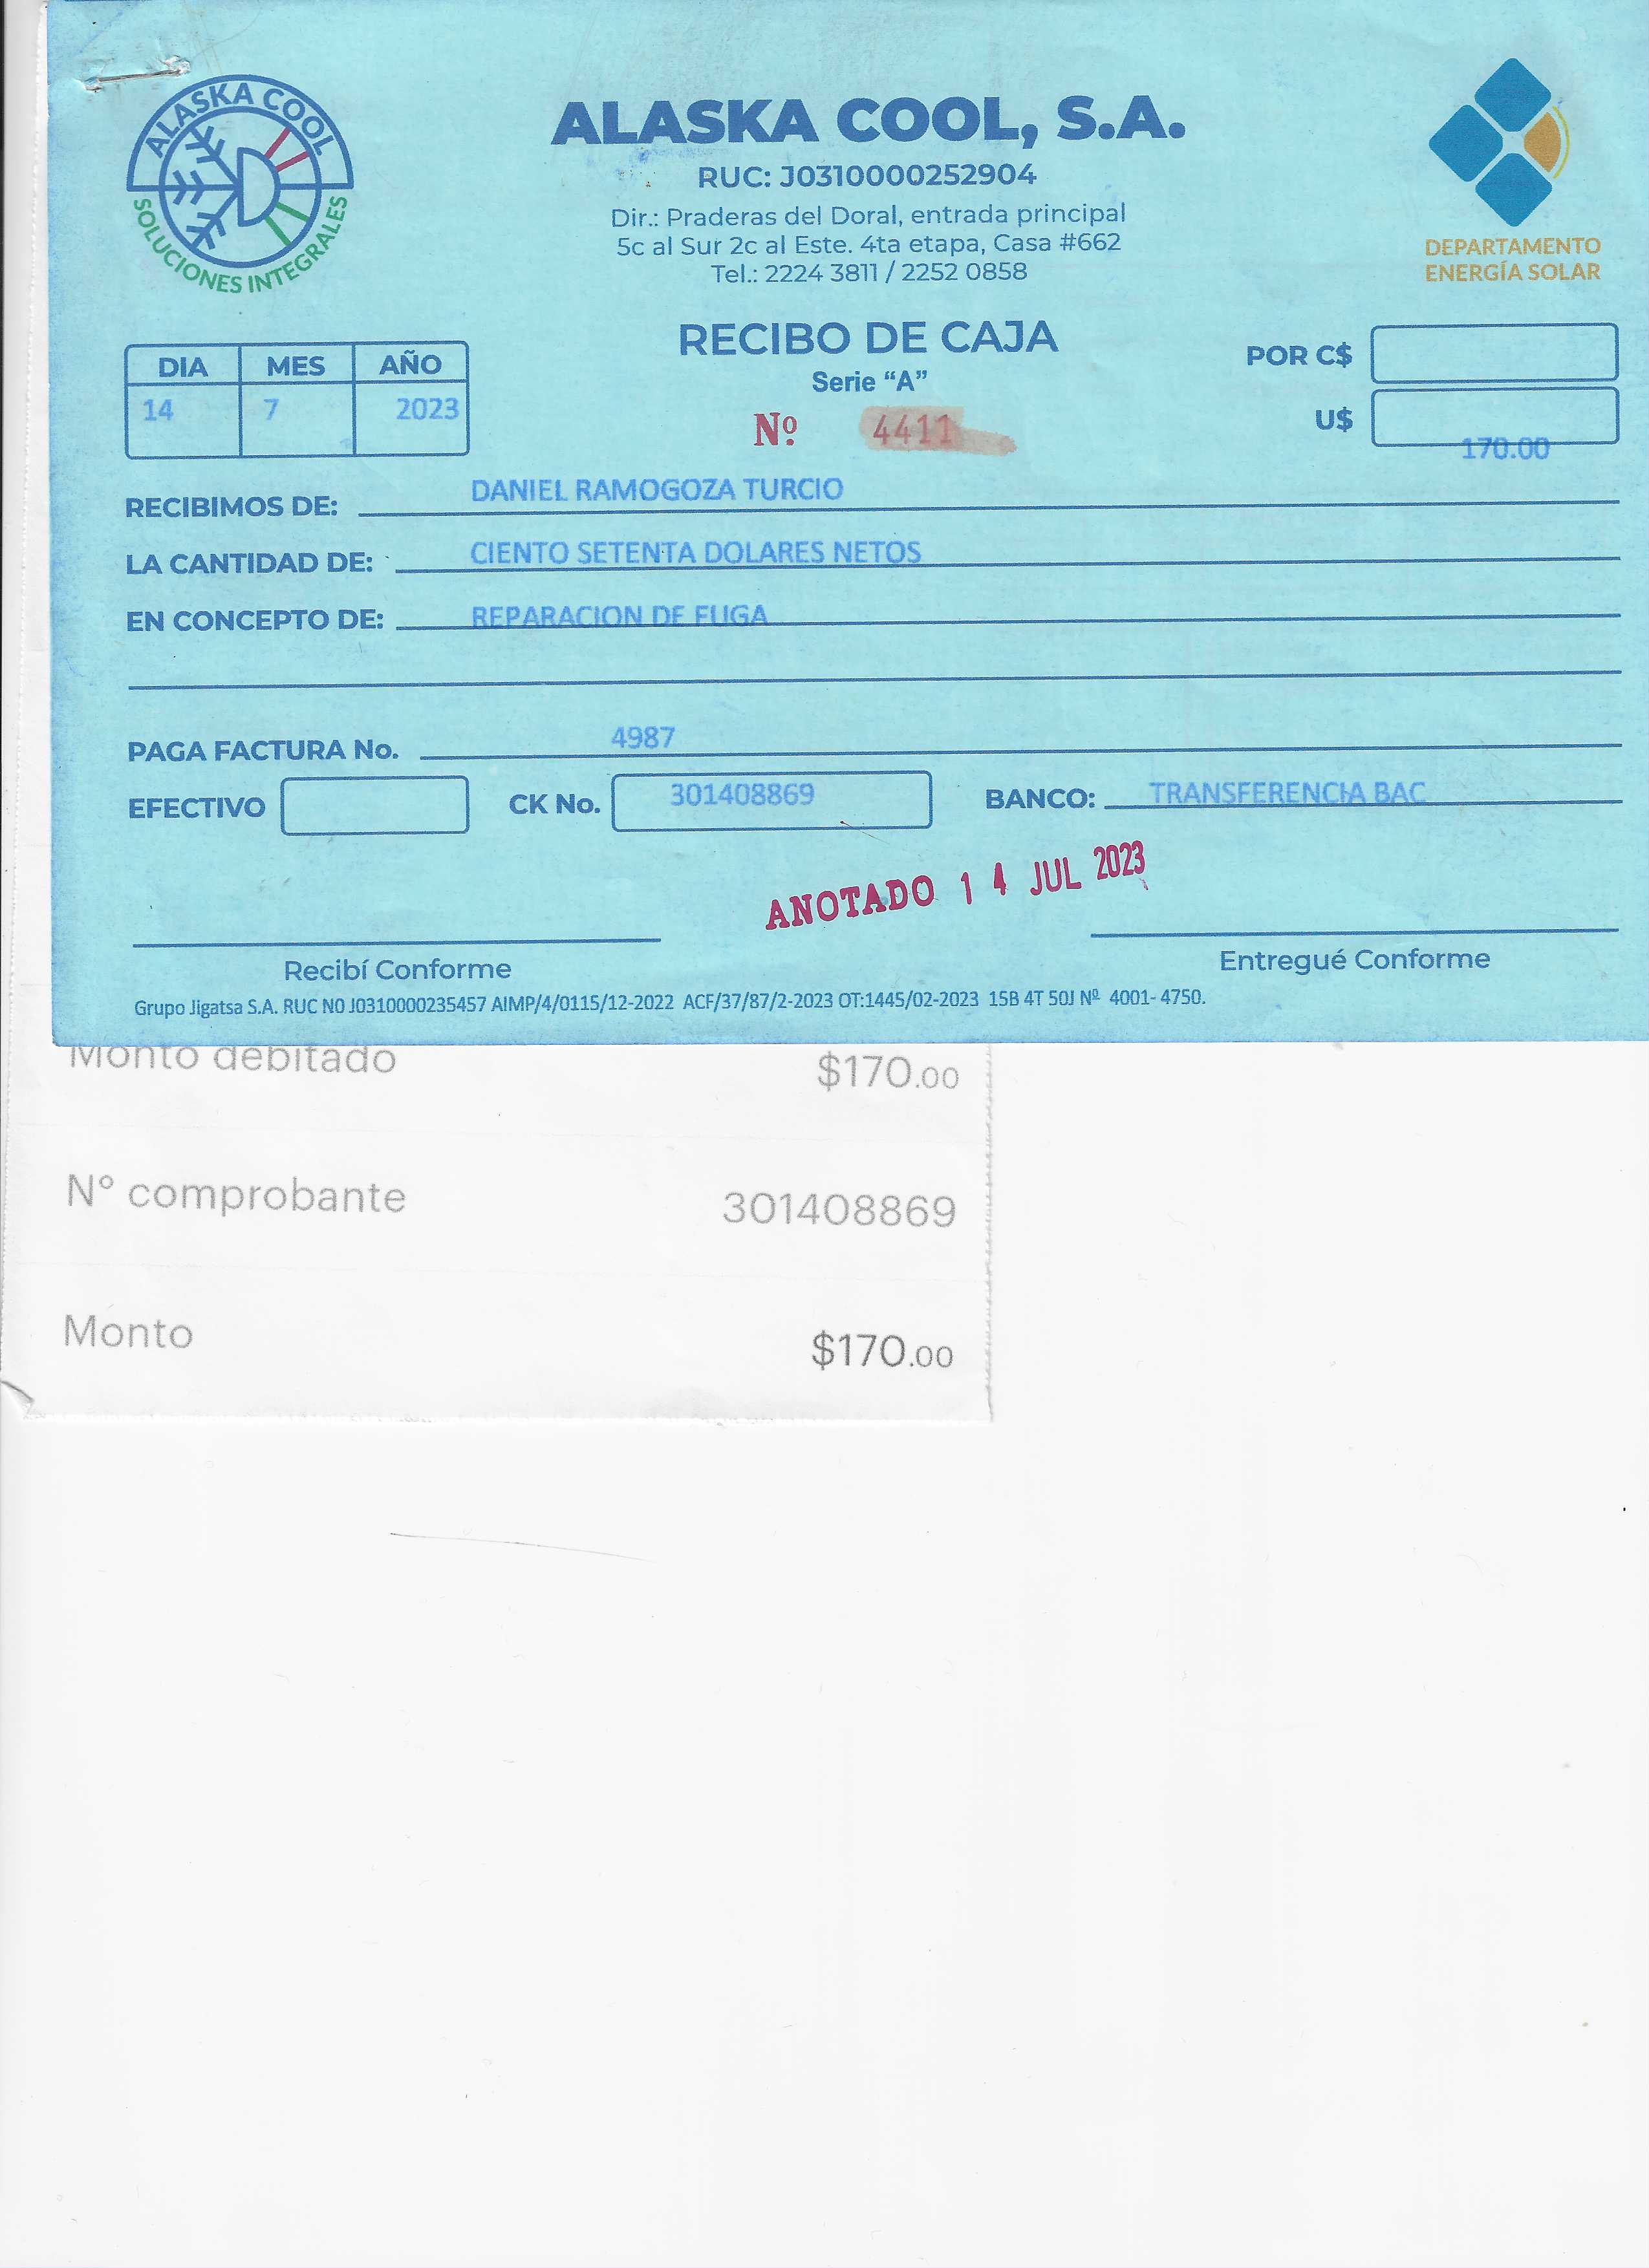 ALASKA COOL
SOLUCIONES INTEGRALES
ALASKA COOL, S.A.
RUC: J0310000252904
Dir.: Praderas del Doral, entrada principal
5c al Sur 2c al Este. 4ta etapa, Casa #662
Tel.: 2224 3811 / 2252 0858
DEPARTAMENTO
ENERGÍA SOLAR
RECIBO DE CAJA
Serie “A”
Nº 4411
DIA MES AÑO
14 7 2023
POR C$
U$ 170.00
RECIBIMOS DE: DANIEL RAMOGOZA TURCIO
LA CANTIDAD DE: CIENTO SETENTA DOLARES NETOS
EN CONCEPTO DE: REPARACION DE FUGA
PAGA FACTURA No. 4987
EFECTIVO CK No. 301408869 BANCO: TRANSFERENCIA BAC
ANOTADO 14 JUL 2023
Recibí Conforme
Entregué Conforme
Grupo Jigatsa S.A. RUC N0 J0310000235457 AIMP/4/0115/12-2022 ACF/37/87/2-2023 OT:1445/02-2023 15B 4T 50J Nº 4001- 4750.
Monto debitado $170.00
N° comprobante 301408869
Monto $170.00